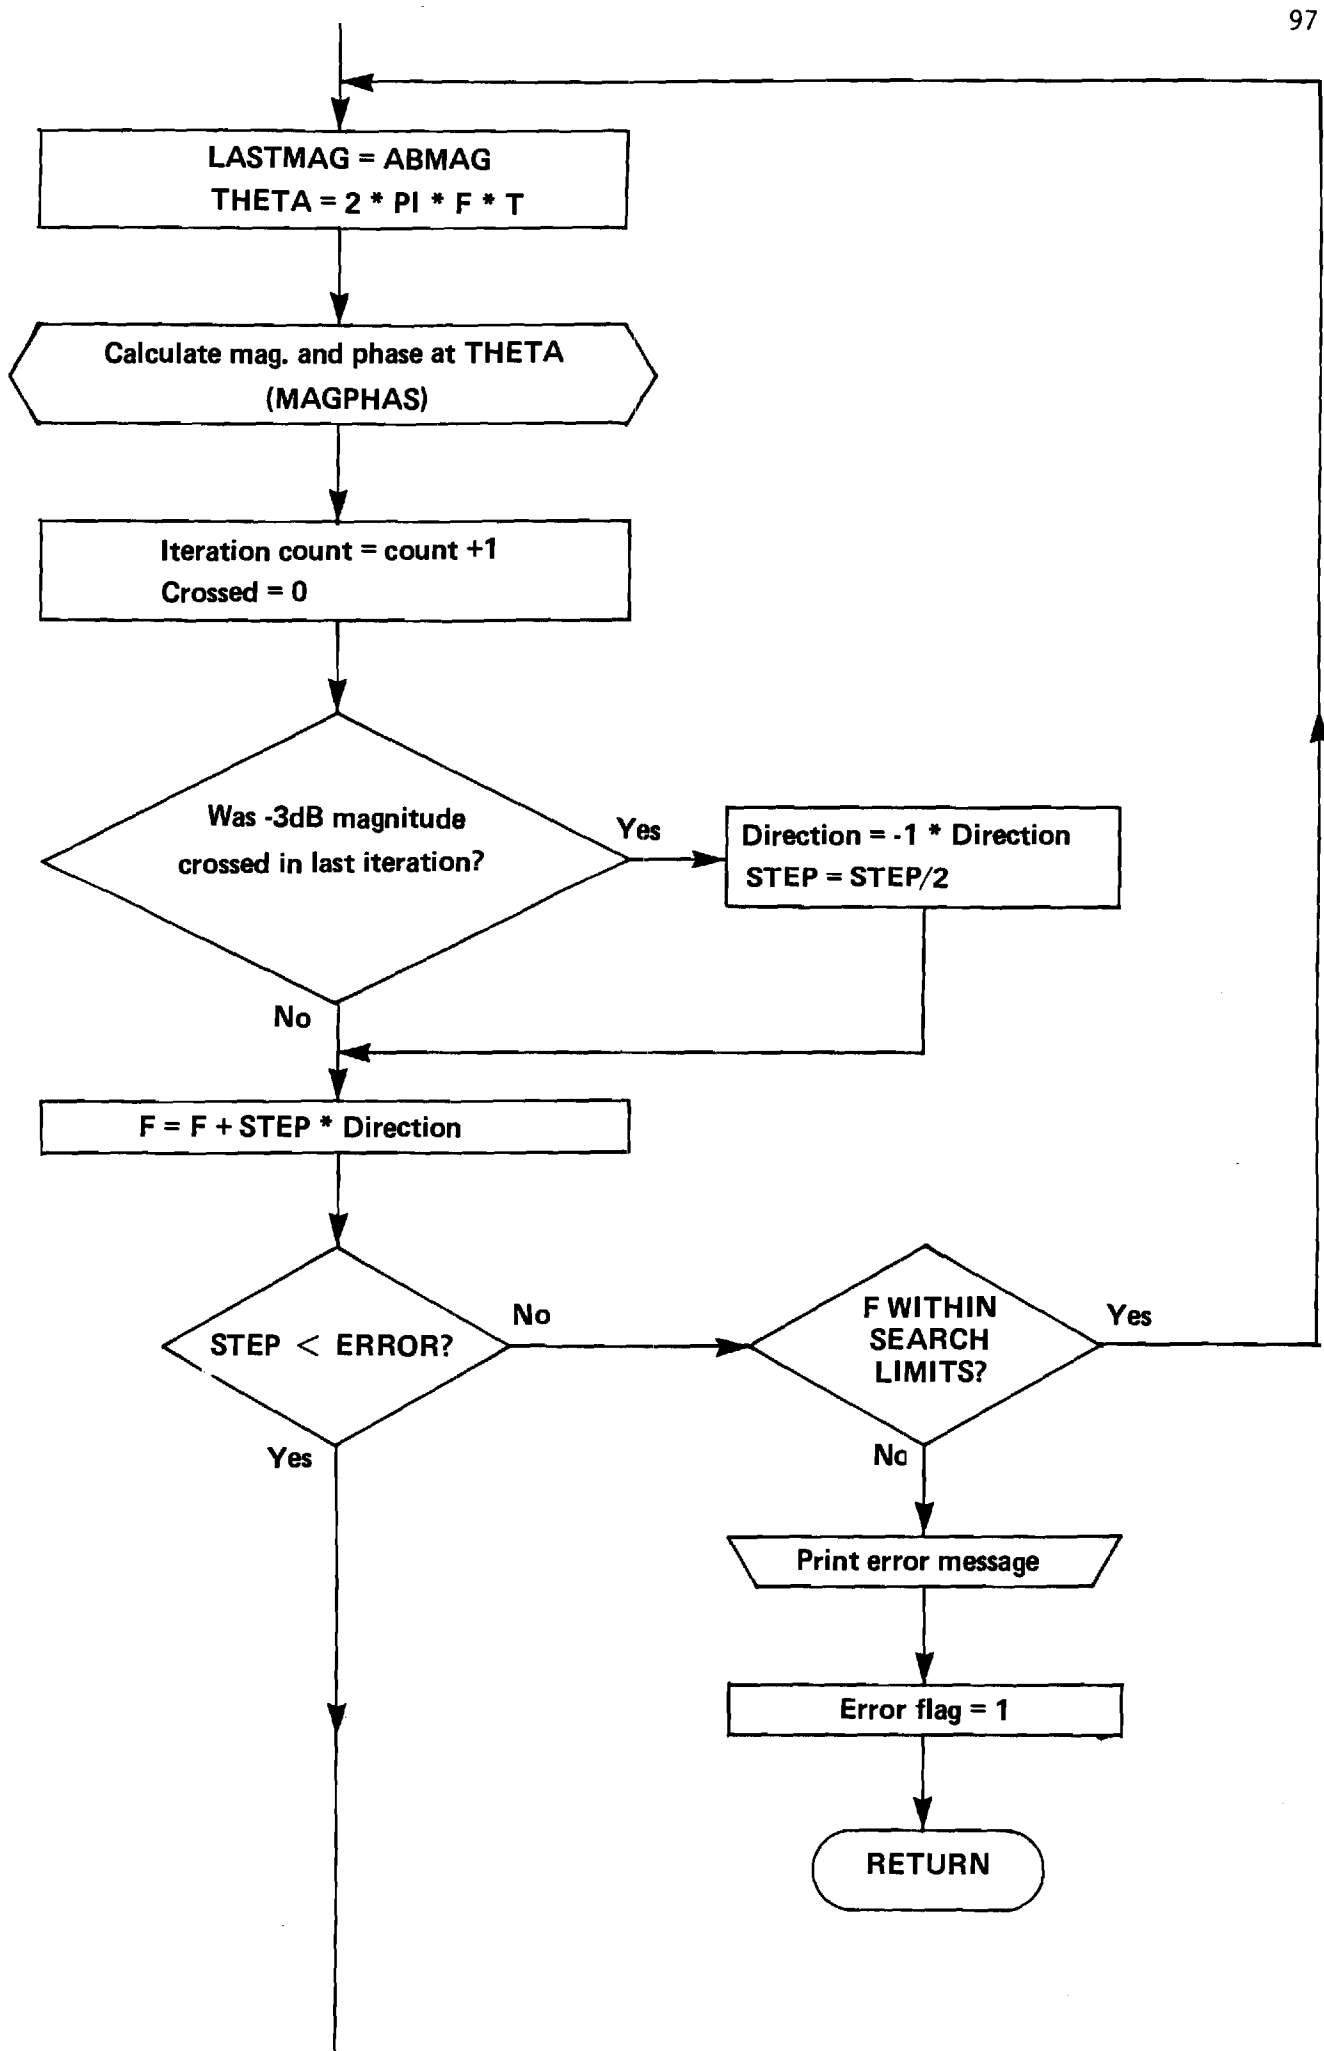 97
LASTMAG = ABMAG
THETA = 2 * PI * F * T
Calculate mag. and phase at THETA
(MAGPHAS)
Iteration count = count +1
Crossed = 0
Was -3dB magnitude
crossed in last iteration?
Yes
Direction = -1 * Direction
STEP = STEP/2
No
F = F + STEP * Direction
STEP < ERROR?
No
F WITHIN
SEARCH
LIMITS?
Yes
Yes
No
Print error message
Error flag = 1
RETURN